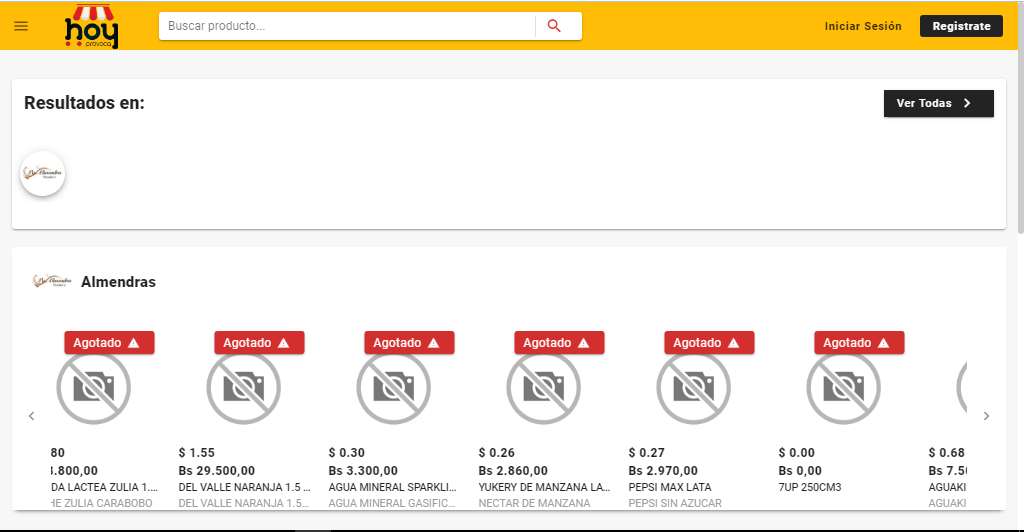 hoy
provoca
Buscar producto...
Iniciar Sesión
Registrate
Resultados en:
Ver Todas
Almendras
Agotado
Agotado
Agotado
Agotado
Agotado
Agotado
80
.800,00
DA LACTEA ZULIA 1....
HE ZULIA CARABOBO
$ 1.55
Bs 29.500,00
DEL VALLE NARANJA 1.5 ...
DEL VALLE NARANJA 1.5...
$ 0.30
Bs 3.300,00
AGUA MINERAL SPARKLI...
AGUA MINERAL GASIFIC...
$ 0.26
Bs 2.860,00
YUKERY DE MANZANA LA...
NECTAR DE MANZANA
$ 0.27
Bs 2.970,00
PEPSI MAX LATA
PEPSI SIN AZUCAR
$ 0.00
Bs 0,00
7UP 250CM3
$ 0.68
Bs 7.5
AGUAKI
AGUAKI